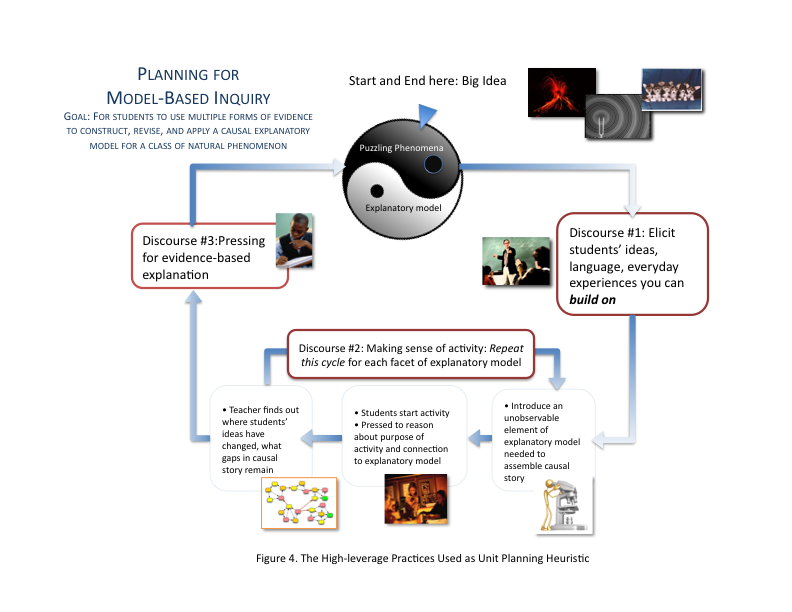 PLANNING FOR
MODEL-BASED INQUIRY
GOAL: FOR STUDENTS TO USE MULTIPLE FORMS OF EVIDENCE
TO CONSTRUCT, REVISE, AND APPLY A CAUSAL EXPLANATORY
MODEL FOR A CLASS OF NATURAL PHENOMENON
Start and End here: Big Idea
Puzzling Phenomena
Explanatory model
Discourse #1: Elicit
students’ ideas,
language, everyday
experiences you can
build on
Discourse #3:Pressing
for evidence-based
explanation
Discourse #2: Making sense of activity: Repeat
this cycle for each facet of explanatory model
• Teacher finds out
where students’
ideas have
changed, what
gaps in causal
story remain
• Students start activity
• Pressed to reason
about purpose of
activity and connection
to explanatory model
• Introduce an
unobservable
element of
explanatory model
needed to
assemble causal
story
Figure 4. The High-leverage Practices Used as Unit Planning Heuristic